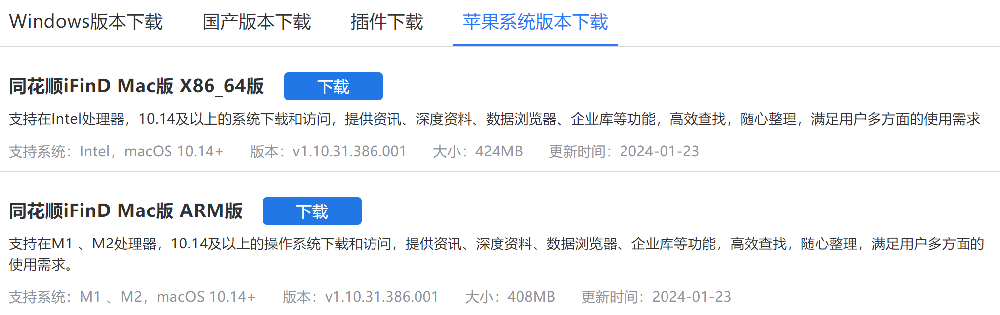 Windows版本下载 国产版本下载 插件下载 苹果系统版本下载
同花顺iFinD Mac版 X86_64版 下载
支持在Intel处理器，10.14及以上的系统下载和访问，提供资讯、深度资料、数据浏览器、企业库等功能，高效查找，随心整理，满足用户多方面的使用需求
支持系统：Intel，macOS 10.14+ 版本：v1.10.31.386.001 大小：424MB 更新时间：2024-01-23
同花顺iFinD Mac版 ARM版 下载
支持在M1 、M2处理器，10.14及以上的操作系统下载和访问，提供资讯、深度资料、数据浏览器、企业库等功能，高效查找，随心整理，满足用户多方面的
使用需求。
支持系统：M1 、M2，macOS 10.14+ 版本：v1.10.31.386.001 大小：408MB 更新时间：2024-01-23